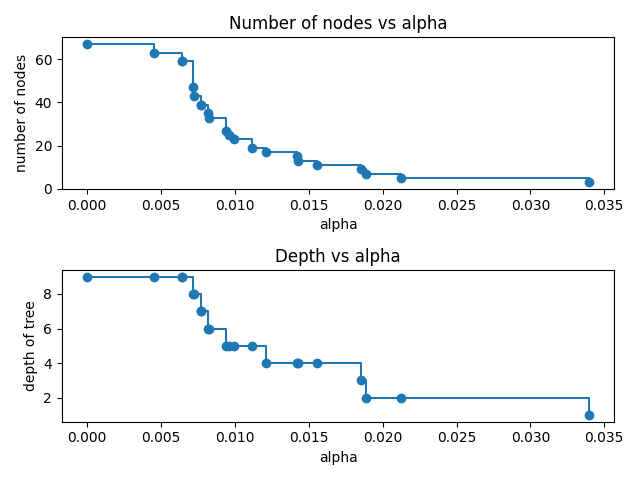 Number of nodes vs alpha
number of nodes
60
40
20
0
0.000 0.005 0.010 0.015 0.020 0.025 0.030 0.035
alpha
Depth vs alpha
depth of tree
8
6
4
2
0.000 0.005 0.010 0.015 0.020 0.025 0.030 0.035
alpha